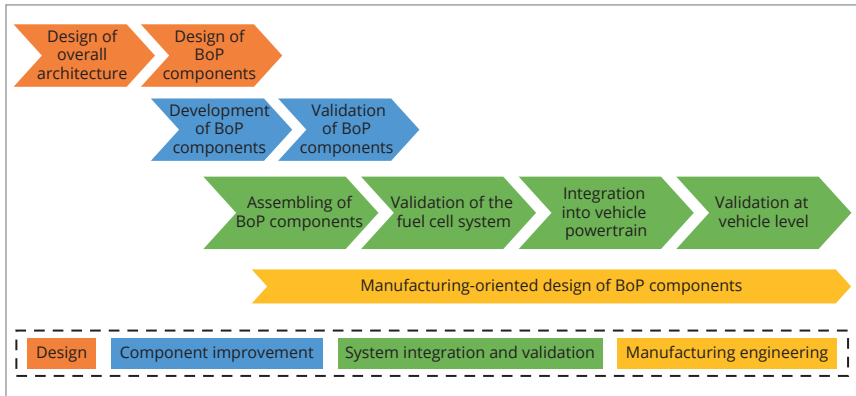 Design of
overall
architecture
Design of
BoP
components
Development
of BoP
components
Validation
of BoP
components
Assembling of
BoP components
Validation of the
fuel cell system
Integration
into vehicle
powertrain
Validation at
vehicle level
Manufacturing-oriented design of BoP components
Design
Component improvement
System integration and validation
Manufacturing engineering